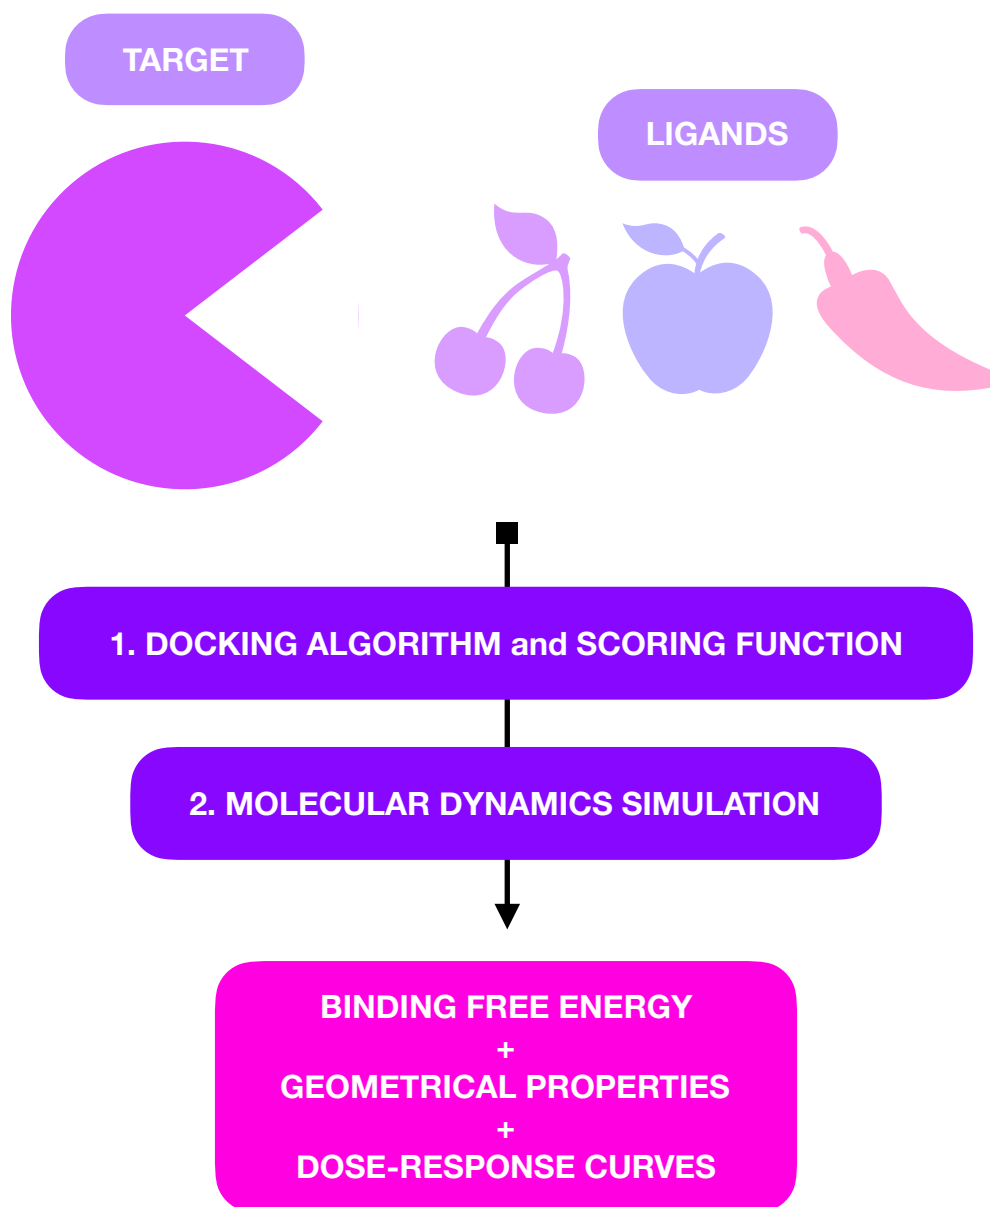 TARGET
LIGANDS
1. DOCKING ALGORITHM and SCORING FUNCTION
2. MOLECULAR DYNAMICS SIMULATION
BINDING FREE ENERGY
+
GEOMETRICAL PROPERTIES
+
DOSE-RESPONSE CURVES